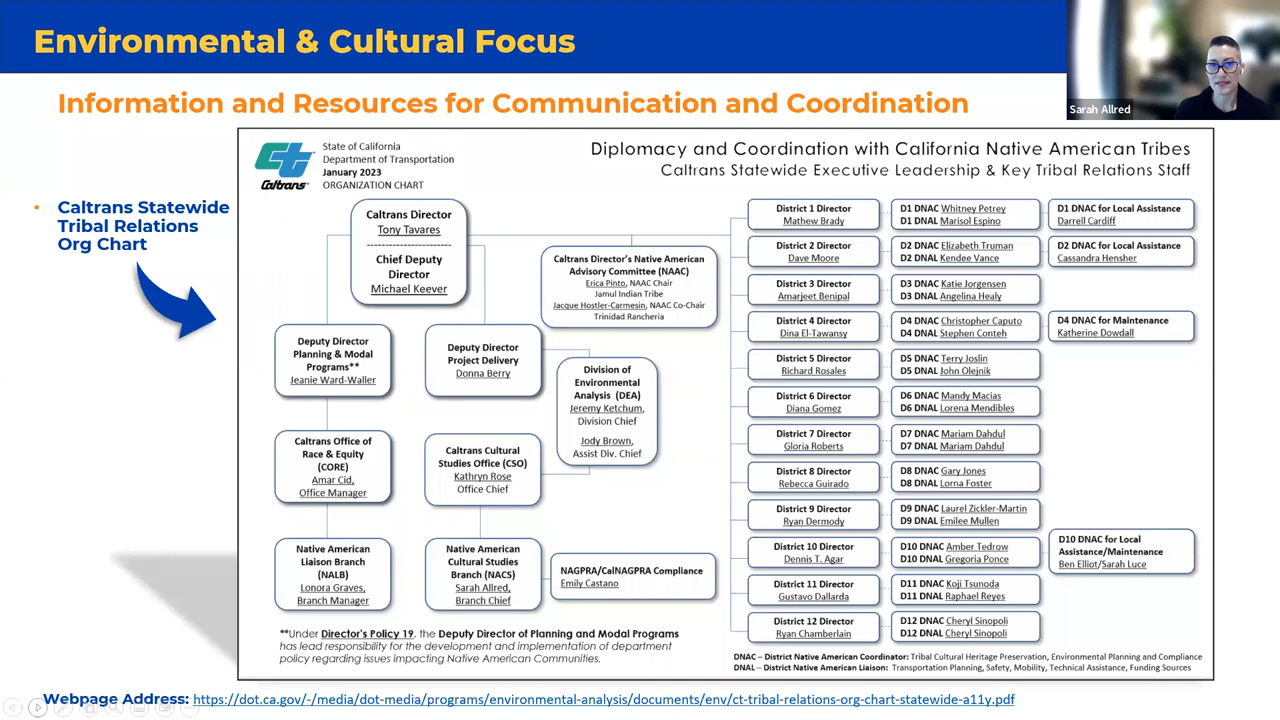 Environmental & Cultural Focus
Sarah Allred
Information and Resources for Communication and Coordination
• Caltrans Statewide
Tribal Relations
Org Chart
ct
Caltrans
State of California
Department of Transportation
January 2023
ORGANIZATION CHART
Diplomacy and Coordination with California Native American Tribes
Caltrans Statewide Executive Leadership & Key Tribal Relations Staff
Caltrans Director
Tony Tavares
Chief Deputy
Director
Michael Keever
Caltrans Director's Native American
Advisory Committee (NAAC)
Erica Pinto, NAAC Chair
Jamul Indian Tribe
Jacque Hostler-Carmesin, NAAC Co-Chair
Trinidad Rancheria
Deputy Director
Planning & Modal
Programs**
Jeanie Ward-Waller
Deputy Director
Project Delivery
Donna Berry
Division of
Environmental
Analysis (DEA)
Jeremy Ketchum,
Division Chief
Jody Brown,
Assist Div. Chief
Caltrans Office of
Race & Equity
(CORE)
Amar Cid,
Office Manager
Caltrans Cultural
Studies Office (CSO)
Kathryn Rose
Office Chief
Native American
Liaison Branch
(NALB)
Lonora Graves,
Branch Manager
Native American
Cultural Studies
Branch (NACS)
Sarah Allred,
Branch Chief
NAGPRA/CalNAGPRA Compliance
Emily Castano
**Under Director's Policy 19, the Deputy Director of Planning and Modal Programs
has lead responsibility for the development and implementation of department
policy regarding issues impacting Native American Communities.
District 1 Director
Mathew Brady
D1 DNAC Whitney Petrey
D1 DNAL Marisol Espino
D1 DNAC for Local Assistance
Darrell Cardiff
District 2 Director
Dave Moore
D2 DNAC Elizabeth Truman
D2 DNAL Kendee Vance
D2 DNAC for Local Assistance
Cassandra Hensher
District 3 Director
Amarjeet Benipal
D3 DNAC Katie Jorgensen
D3 DNAL Angelina Healy
District 4 Director
Dina El-Tawansy
D4 DNAC Christopher Caputo
D4 DNAL Stephen Conteh
D4 DNAC for Maintenance
Katherine Dowdall
District 5 Director
Richard Rosales
D5 DNAC Terry Joslin
D5 DNAL John Olejnik
District 6 Director
Diana Gomez
D6 DNAC Mandy Macias
D6 DNAL Lorena Mendibles
District 7 Director
Gloria Roberts
D7 DNAC Mariam Dahdul
D7 DNAL Mariam Dahdul
District 8 Director
Rebecca Guirado
D8 DNAC Gary Jones
D8 DNAL Lorna Foster
District 9 Director
Ryan Dermody
D9 DNAC Laurel Zickler-Martin
D9 DNAL Emilee Mullen
District 10 Director
Dennis T. Agar
D10 DNAC Amber Tedrow
D10 DNAL Gregoria Ponce
D10 DNAC for Local
Assistance/Maintenance
Ben Elliot/Sarah Luce
District 11 Director
Gustavo Dallarda
D11 DNAC Koji Tsunoda
D11 DNAL Raphael Reyes
District 12 Director
Ryan Chamberlain
D12 DNAC Cheryl Sinopoli
D12 DNAL Cheryl Sinopoli
DNAC – District Native American Coordinator: Tribal Cultural Heritage Preservation, Environmental Planning and Compliance
DNAL – District Native American Liaison: Transportation Planning, Safety, Mobility, Technical Assistance, Funding Sources
Webpage Address: https://dot.ca.gov/-/media/dot-media/programs/environmental-analysis/documents/env/ct-tribal-relations-org-chart-statewide-a11y.pdf